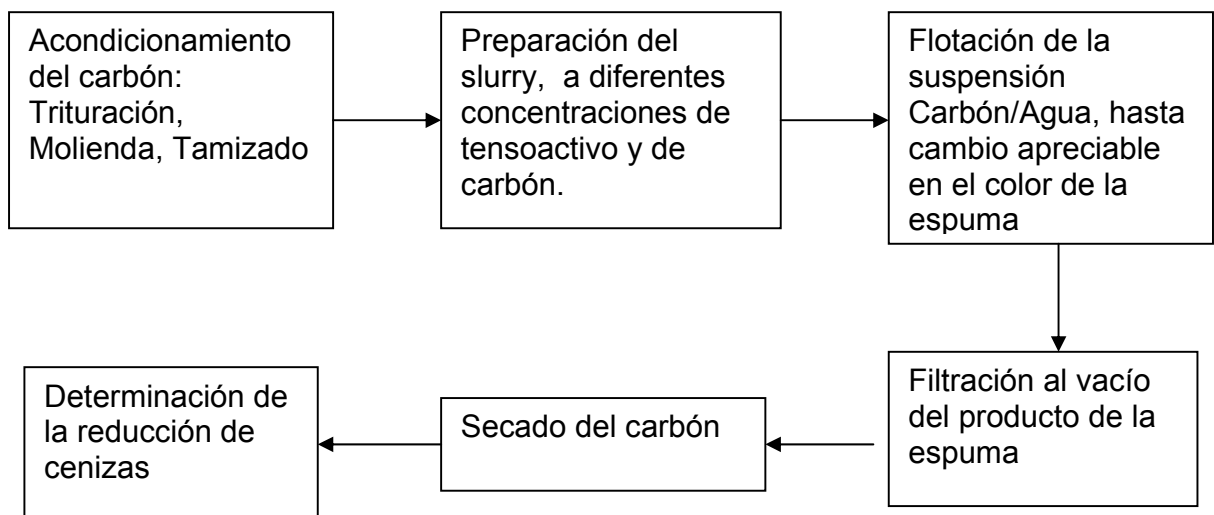 Acondicionamiento
del carbón:
Trituración,
Molienda, Tamizado
Preparación del
slurry,  a diferentes
concentraciones de
tensoactivo y de
carbón.
Flotación de la
suspensión
Carbón/Agua, hasta
cambio apreciable
en el color de la
espuma
Filtración al vacío
del producto de la
espuma
Secado del carbón
Determinación de
la reducción de
cenizas